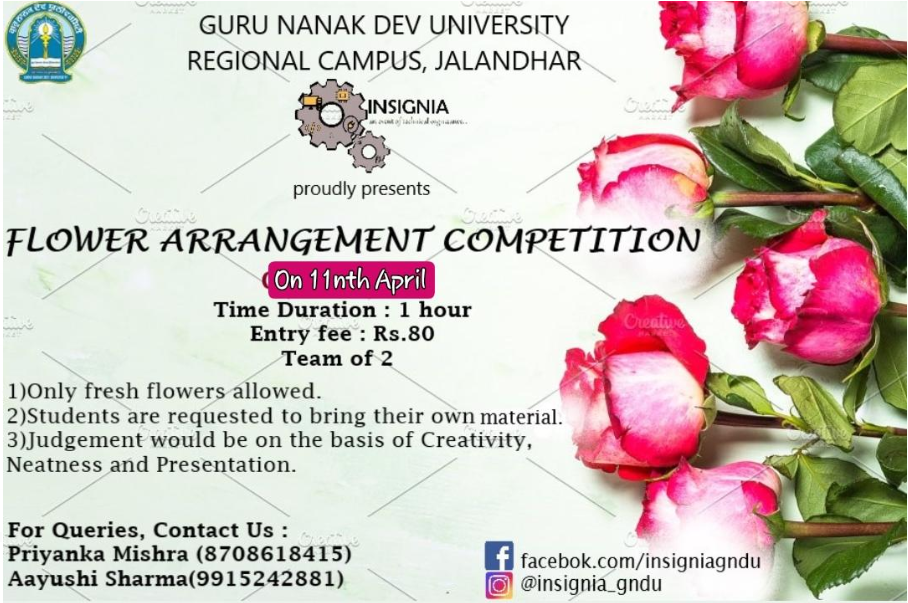 GURU NANAK DEV UNIVERSITY
REGIONAL CAMPUS, JALANDHAR
INSIGNIA
proudly presents
FLOWER ARRANGEMENT COMPETITION
On 11nth April
Time Duration : 1 hour
Entry fee : Rs.80
Team of 2
1)Only fresh flowers allowed.
2)Students are requested to bring their own material.
3)Judgement would be on the basis of Creativity,
Neatness and Presentation.
For Queries, Contact Us :
Priyanka Mishra (8708618415)
Aayushi Sharma(9915242881)
facebok.com/insigniagndu
@insignia_gndu
Creative